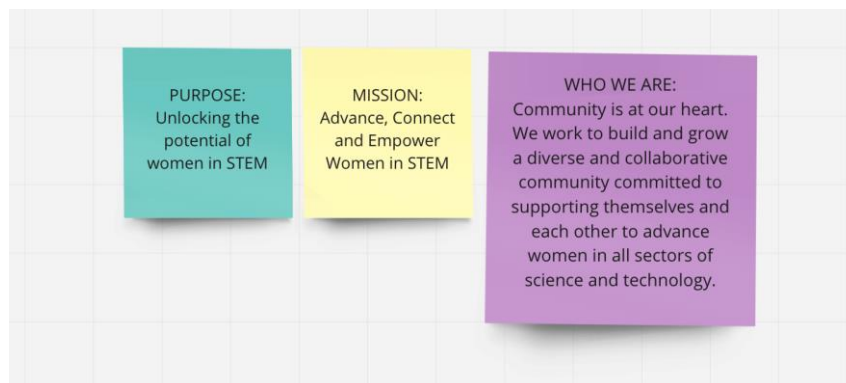 PURPOSE:
Unlocking the
potential of
women in STEM
MISSION:
Advance, Connect
and Empower
Women in STEM
WHO WE ARE:
Community is at our heart.
We work to build and grow
a diverse and collaborative
community committed to
supporting themselves and
each other to advance
women in all sectors of
science and technology.